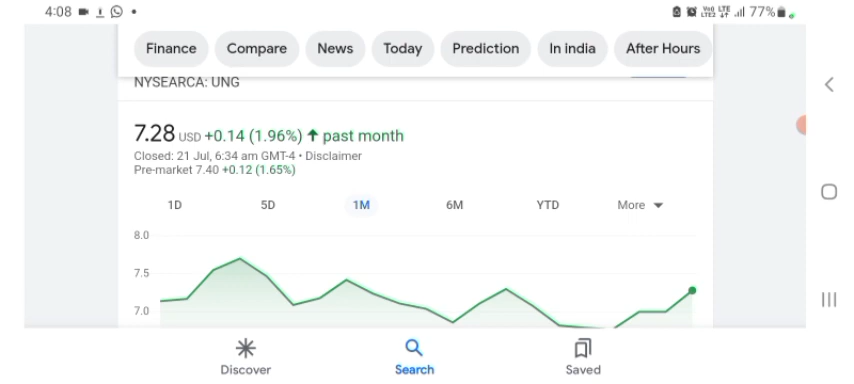 4:08 77%
Finance Compare News Today Prediction In india After Hours
NYSEARCA: UNG
7.28 USD +0.14 (1.96%) ↑ past month
Closed: 21 Jul, 6:34 am GMT-4 • Disclaimer
Pre-market 7.40 +0.12 (1.65%)
1D 5D 1M 6M YTD More
8.0
7.5
7.0
Discover Search Saved